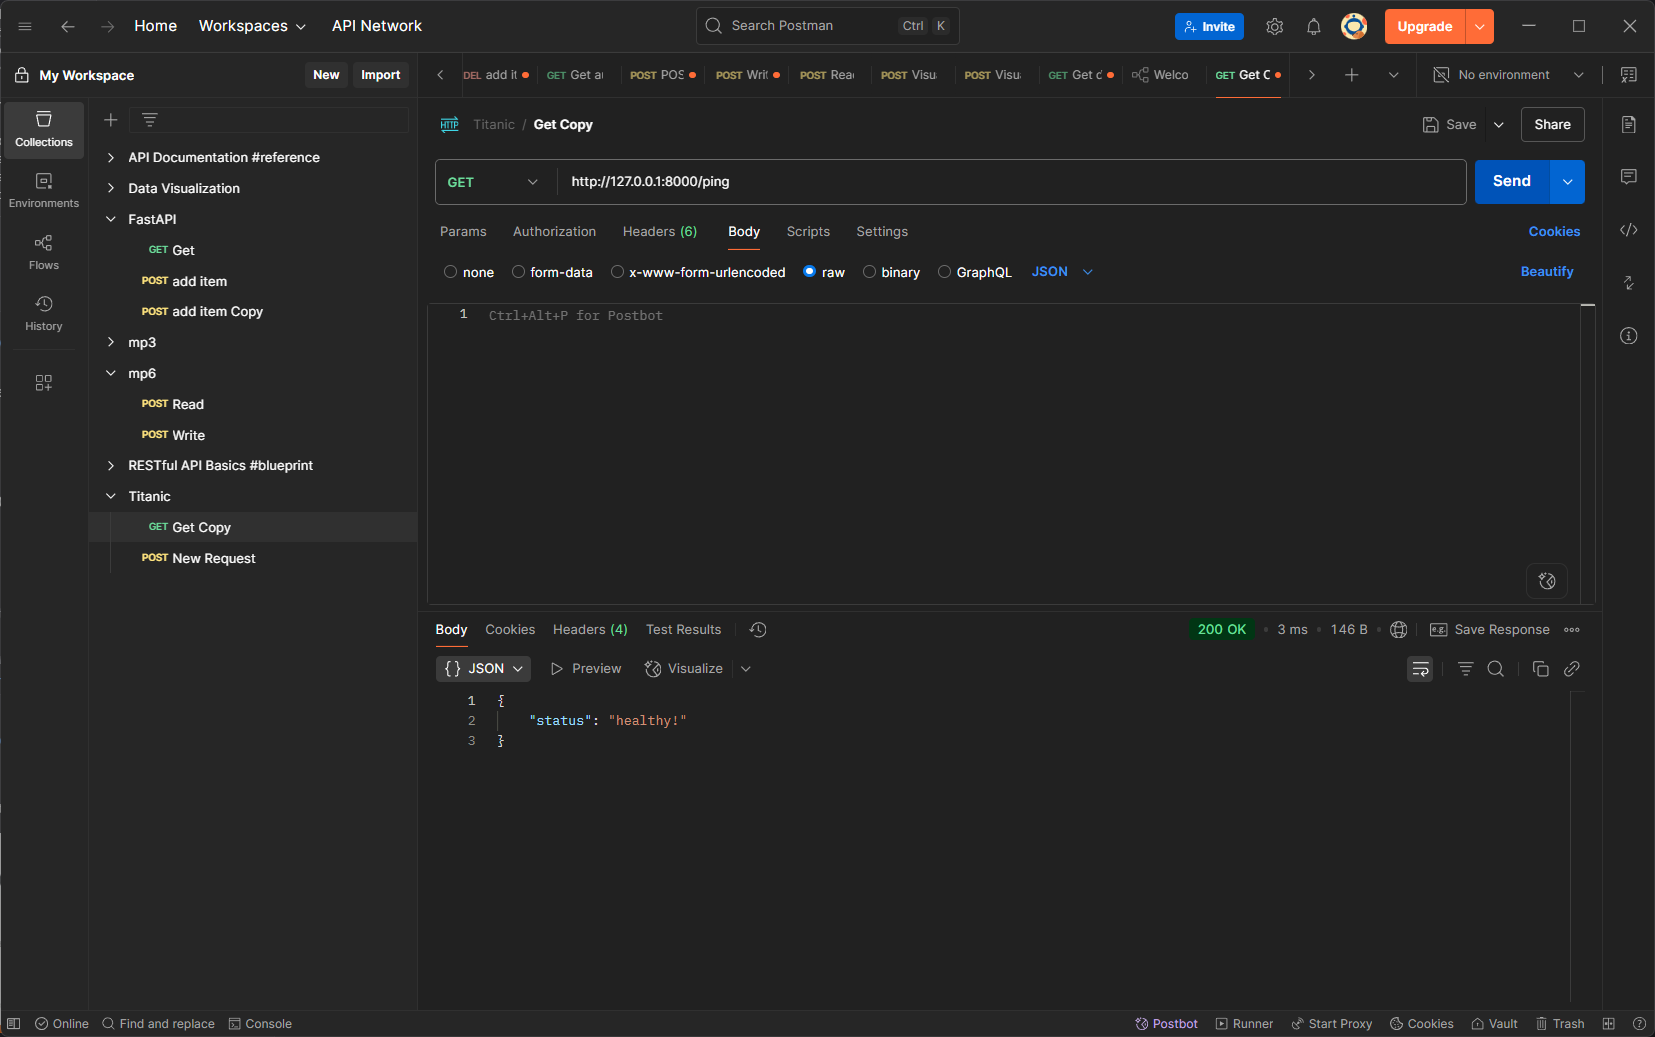 Home Workspaces API Network Search Postman Ctrl K Invite Upgrade
My Workspace New Import DEL add it GET Get au POST POS POST Writ POST Read POST Visua POST Visua GET Get d Welco GET Get C No environment
Collections
Environments
Flows
History
API Documentation #reference
Data Visualization
FastAPI
GET Get
POST add item
POST add item Copy
mp3
mp6
POST Read
POST Write
RESTful API Basics #blueprint
Titanic
GET Get Copy
POST New Request
HTTP Titanic / Get Copy Save Share
GET http://127.0.0.1:8000/ping Send
Params Authorization Headers (6) Body Scripts Settings Cookies
none form-data x-www-form-urlencoded raw binary GraphQL JSON Beautify
1 Ctrl+Alt+P for Postbot
Body Cookies Headers (4) Test Results 200 OK • 3 ms • 146 B • e.g. Save Response
{} JSON Preview Visualize
1 {
2 "status": "healthy!"
3 }
Online Find and replace Console Postbot Runner Start Proxy Cookies Vault Trash